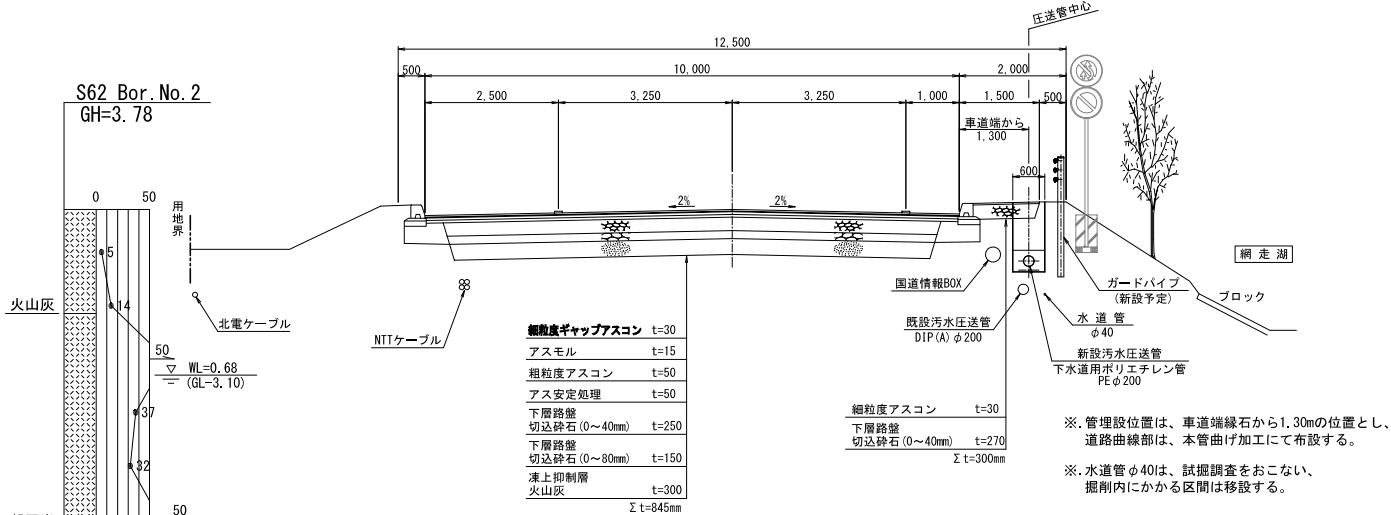 圧送管中心
12,500
500
10,000
2,000
2,500
3,250
3,250
1,000
1,500
500
車道端から
1,300
600
S62 Bor.No.2
GH=3.78
0
50
用地界
2%
2%
5
14
火山灰
50
WL=0.68
(GL-3.10)
37
32
50
北電ケーブル
NTTケーブル
細粒度ギャップアスコン t=30
アスモル t=15
粗粒度アスコン t=50
アス安定処理 t=50
下層路盤
切込砕石(0～40mm) t=250
下層路盤
切込砕石(0～80mm) t=150
凍上抑制層
火山灰 t=300
Σt=845mm
国道情報BOX
既設汚水圧送管
DIP(A)φ200
細粒度アスコン t=30
下層路盤
切込砕石(0～40mm) t=270
Σt=300mm
ガードパイプ
(新設予定)
水道管
φ40
新設汚水圧送管
下水道用ポリエチレン管
PEφ200
網走湖
ブロック
※.管埋設位置は、車道端縁石から1.30mの位置とし、
道路曲線部は、本管曲げ加工にて布設する。
※.水道管φ40は、試掘調査をおこない、
掘削内にかかる区間は移設する。